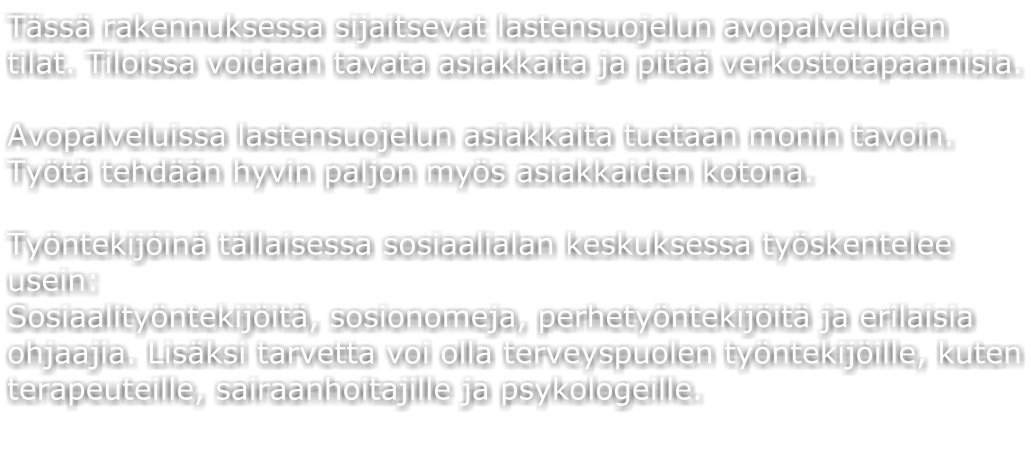 Tässä rakennuksessa sijaitsevat lastensuojelun avopalveluiden
tilat. Tiloissa voidaan tavata asiakkaita ja pitää verkostotapaamisia.
Avopalveluissa lastensuojelun asiakkaita tuetaan monin tavoin.
Työtä tehdään hyvin paljon myös asiakkaiden kotona.
Työntekijöinä tällaisessa sosiaalialan keskuksessa työskentelee
usein:
Sosiaalityöntekijöitä, sosionomeja, perhetyöntekijöitä ja erilaisia
ohjaajia. Lisäksi tarvetta voi olla terveyspuolen työntekijöille, kuten
terapeuteille, sairaanhoitajille ja psykologeille.